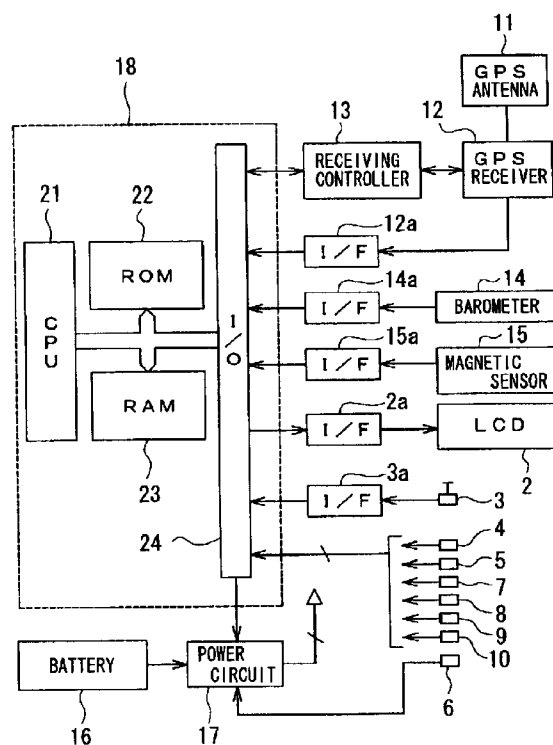 11
GPS
ANTENNA
18
13
12
RECEIVING
CONTROLLER
GPS
RECEIVER
21
22
12a
I/F
ROM
14a
14
I/F
BAROMETER
CPU
I/O
15a
15
I/F
MAGNETIC
SENSOR
RAM
2a
I/F
LCD
23
3a
2
I/F
3
24
4
5
7
8
9
10
BATTERY
POWER
CIRCUIT
6
16
17